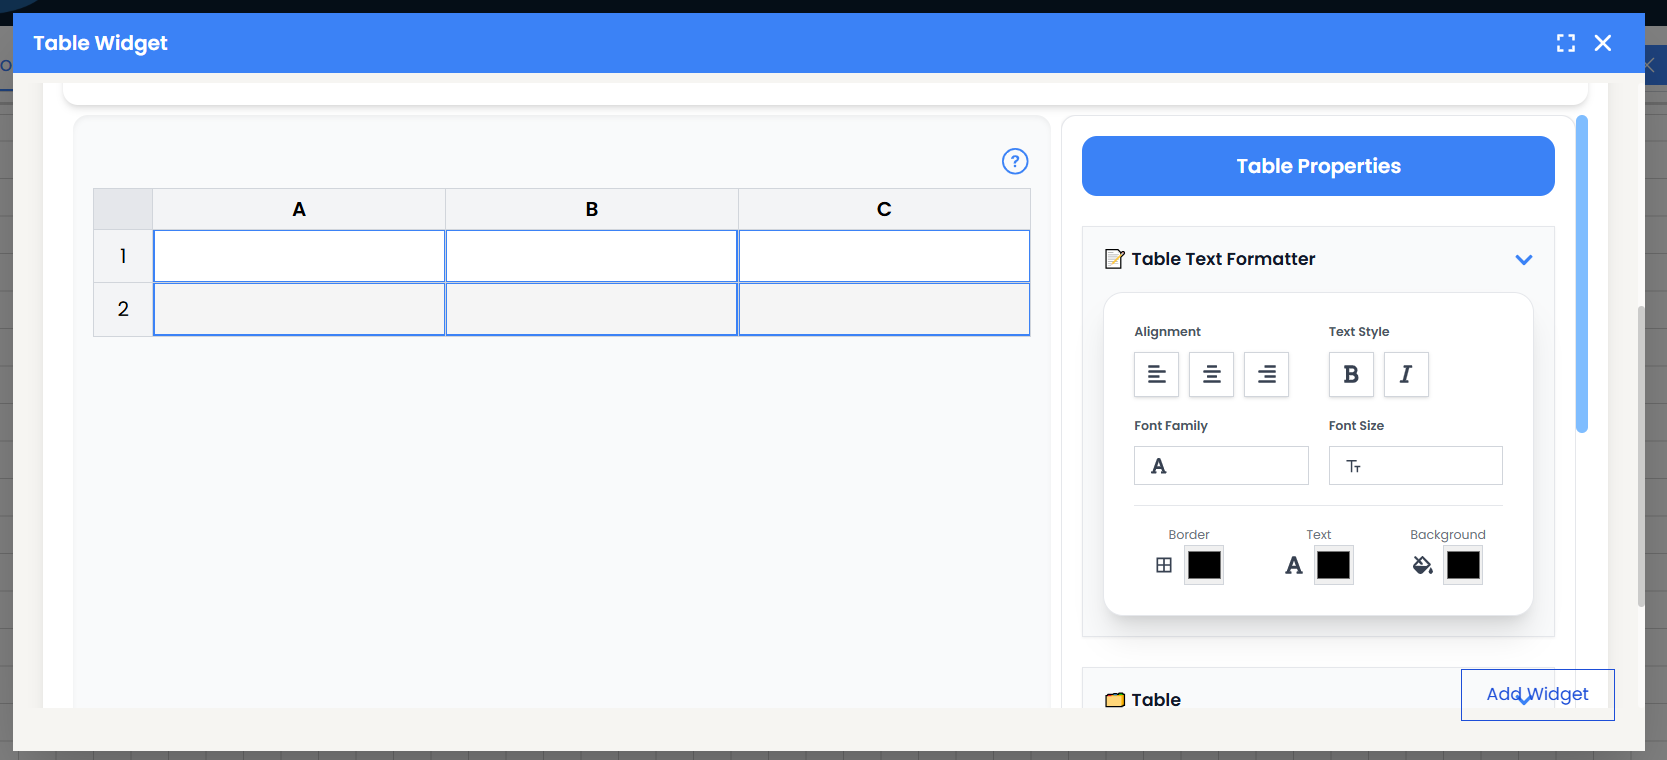 Table Widget
O
?
A B C
1
2
Table Properties
Table Text Formatter
Alignment Text Style
B I
Font Family Font Size
A Tт
Border Text Background
A
Table
Add Widget